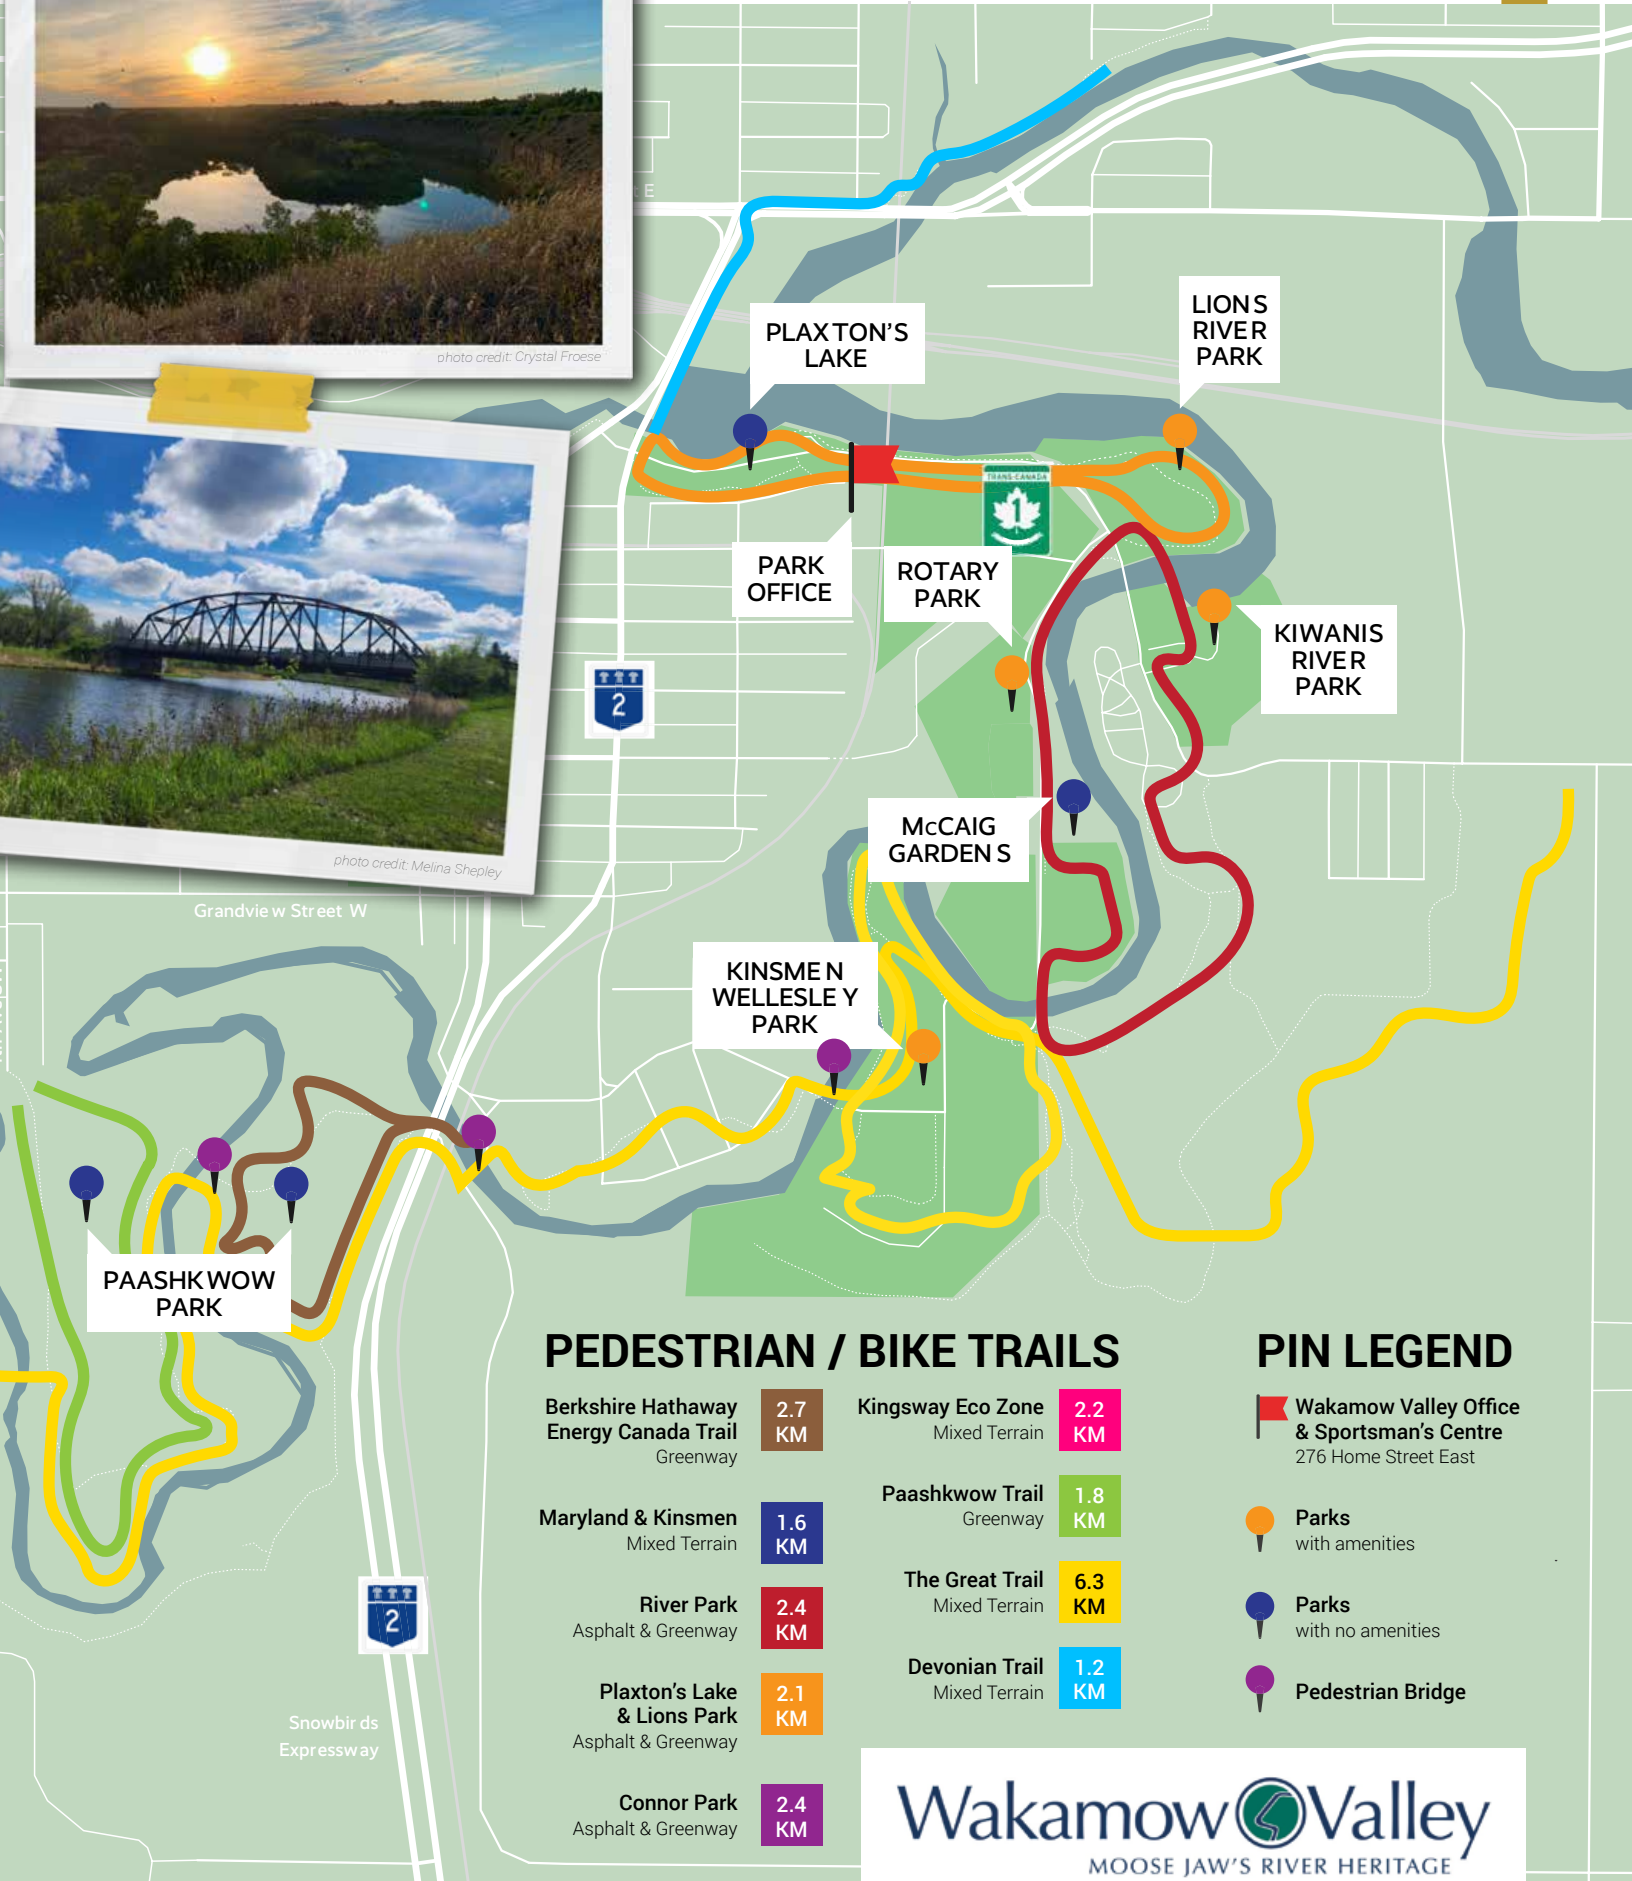 photo credit: Crystal Froese
photo credit: Melina Shepley
t E
PLAXTON'S
LAKE
LIONS
RIVER
PARK
TRANS-CANADA
1
PARK
OFFICE
ROTARY
PARK
KIWANIS
RIVER
PARK
2
McCAIG
GARDENS
Grandview Street W
KINSMEN
WELLESLEY
PARK
PAASHKWOW
PARK
2
Snowbirds
Expressway
PEDESTRIAN / BIKE TRAILS
Berkshire Hathaway
Energy Canada Trail
Greenway
2.7
KM
Maryland & Kinsmen
Mixed Terrain
1.6
KM
River Park
Asphalt & Greenway
2.4
KM
Plaxton's Lake
& Lions Park
Asphalt & Greenway
2.1
KM
Connor Park
Asphalt & Greenway
2.4
KM
Kingsway Eco Zone
Mixed Terrain
2.2
KM
Paashkwow Trail
Greenway
1.8
KM
The Great Trail
Mixed Terrain
6.3
KM
Devonian Trail
Mixed Terrain
1.2
KM
PIN LEGEND
Wakamow Valley Office
& Sportsman's Centre
276 Home Street East
Parks
with amenities
Parks
with no amenities
Pedestrian Bridge
Wakamow Valley
MOOSE JAW'S RIVER HERITAGE